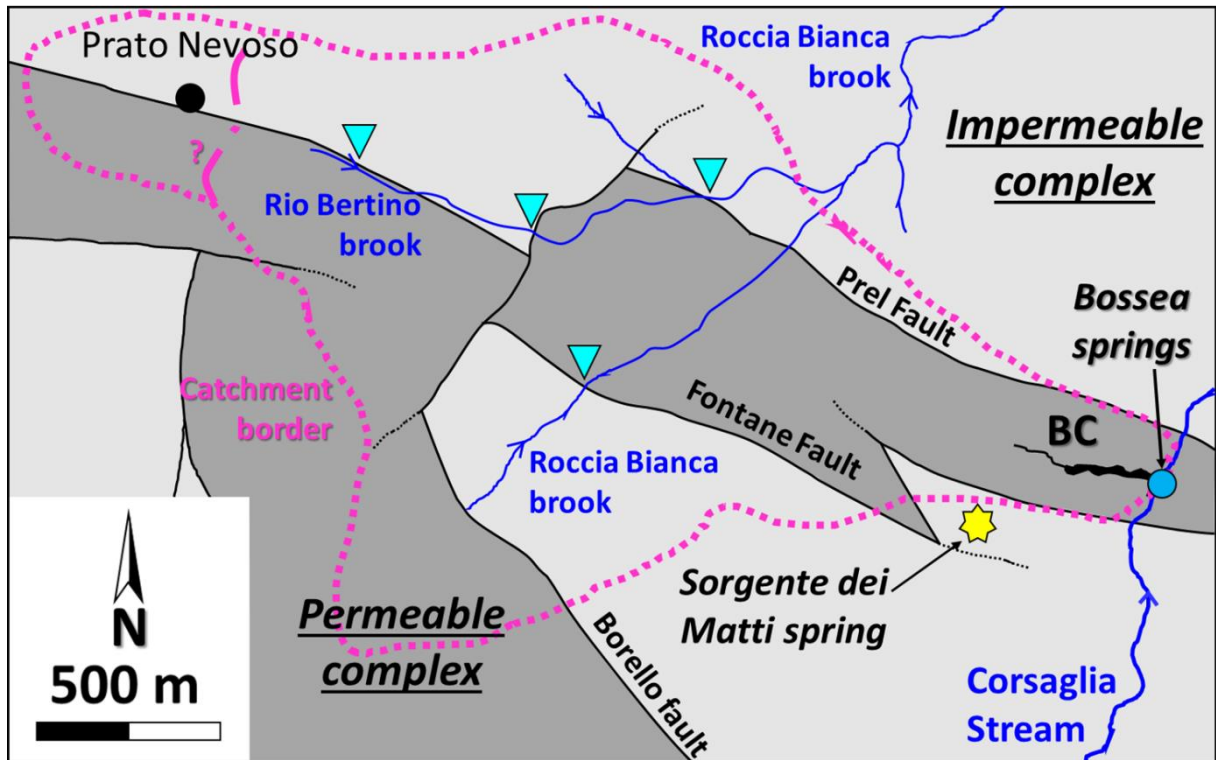 Prato Nevoso
Roccia Bianca
brook
Impermeable
complex
?
Rio Bertino
brook
Prel Fault
Bossea
springs
Catchment
border
Fontane Fault
BC
Roccia Bianca
brook
Sorgente dei
Matti spring
Permeable
complex
Borello fault
N
500 m
Corsaglia
Stream